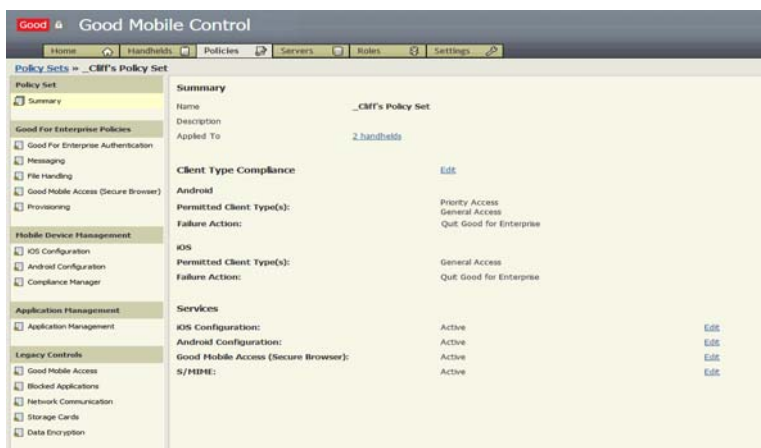 Good Good Mobile Control
Home Handhelds Policies Servers Roles Settings
Policy Sets » _Cliff's Policy Set
Policy Set
Summary
Good For Enterprise Policies
Good For Enterprise Authentication
Messaging
File Handling
Good Mobile Access (Secure Browser)
Provisioning
Mobile Device Management
iOS Configuration
Android Configuration
Compliance Manager
Application Management
Application Management
Legacy Controls
Good Mobile Access
Blocked Applications
Network Communication
Storage Cards
Data Encryption
Summary
Name _Cliff's Policy Set
Description
Applied To 2 handhelds
Client Type Compliance Edit
Android
Permitted Client Type(s): Priority Access
General Access
Failure Action: Quit Good for Enterprise
iOS
Permitted Client Type(s): General Access
Failure Action: Quit Good for Enterprise
Services
iOS Configuration: Active Edit
Android Configuration: Active Edit
Good Mobile Access (Secure Browser): Active Edit
S/MIME: Active Edit